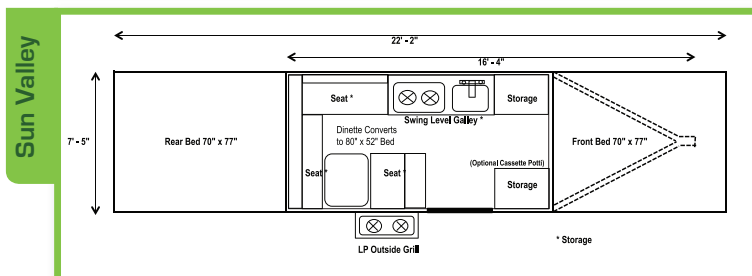 Sun Valley
22' - 2"
16' - 4"
7' - 5"
Seat *
Storage
Swing Level Galley *
Dinette Converts
to 80" x 52" Bed
Rear Bed 70" x 77"
Front Bed 70" x 77"
(Optional Cassette Potti)
Seat *
Seat *
Storage
* Storage
LP Outside Grill